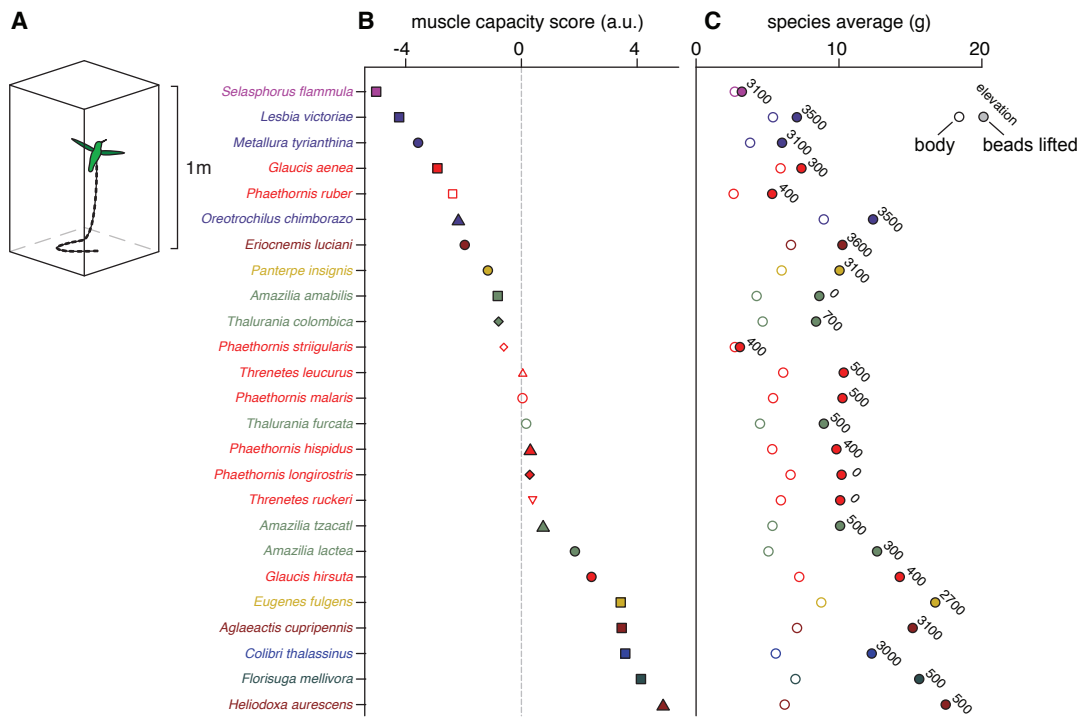 A
B
C
muscle capacity score (a.u.)
species average (g)
-4
0
4
0
10
20
1m
elevation
body
beads lifted
Selasphorus flammula
3100
Lesbia victoriae
3500
Metallura tyrianthina
3100
Glaucis aenea
300
Phaethornis ruber
400
Oreotrochilus chimborazo
3500
Eriocnemis luciani
3600
Panterpe insignis
3100
Amazilia amabilis
0
Thalurania colombica
700
Phaethornis striigularis
400
Threnetes leucurus
500
Phaethornis malaris
500
Thalurania furcata
500
Phaethornis hispidus
400
Phaethornis longirostris
0
Threnetes ruckeri
0
Amazilia tzacatl
500
Amazilia lactea
300
Glaucis hirsuta
400
Eugenes fulgens
2700
Aglaeactis cupripennis
3100
Colibri thalassinus
3000
Florisuga mellivora
500
Heliodoxa aurescens
500